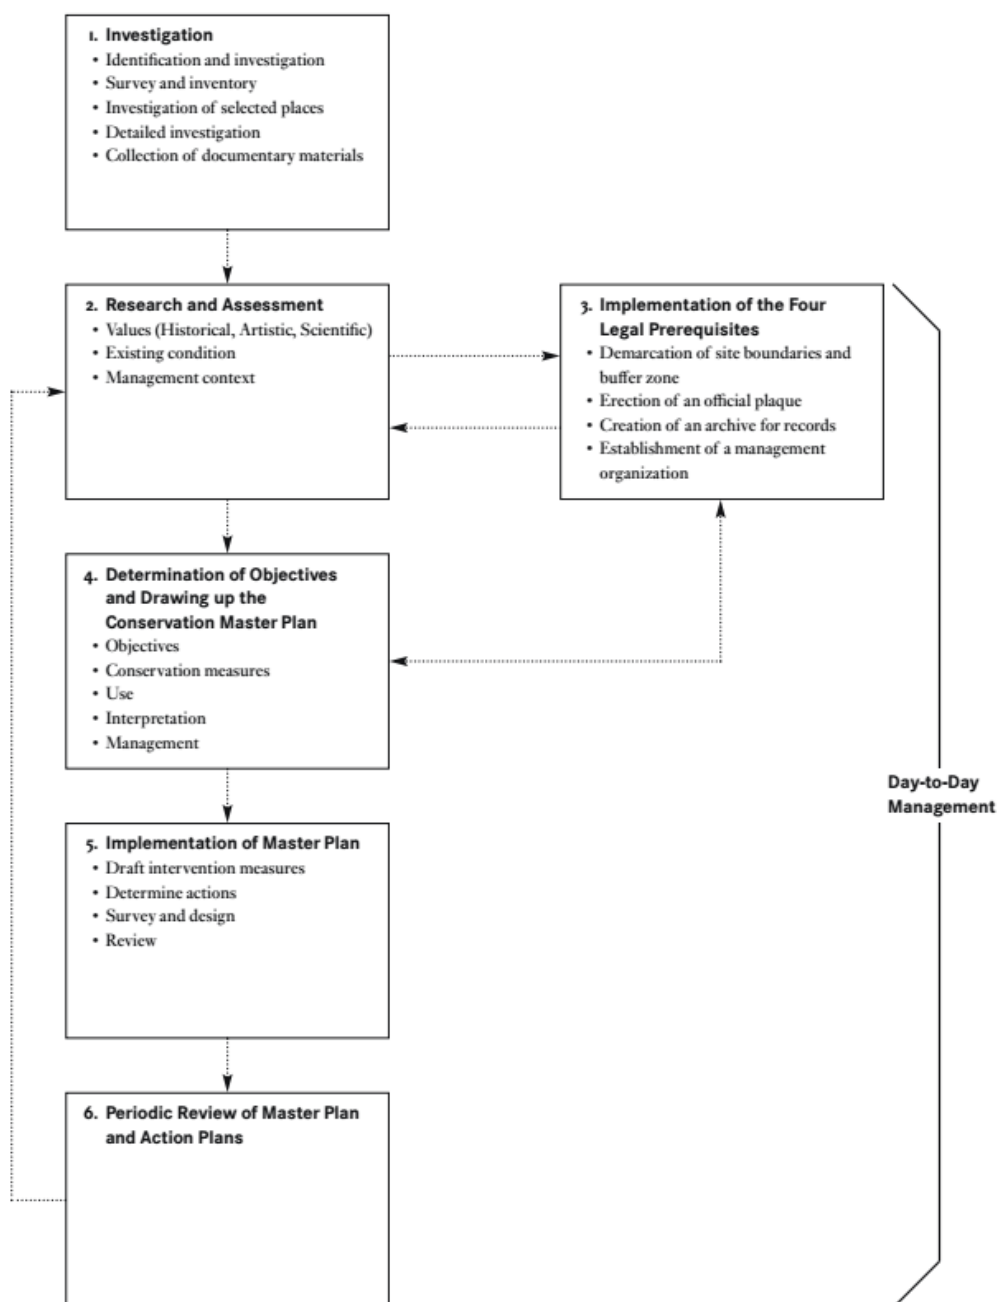 1. Investigation
• Identification and investigation
• Survey and inventory
• Investigation of selected places
• Detailed investigation
• Collection of documentary materials
2. Research and Assessment
• Values (Historical, Artistic, Scientific)
• Existing condition
• Management context
3. Implementation of the Four
Legal Prerequisites
• Demarcation of site boundaries and
buffer zone
• Erection of an official plaque
• Creation of an archive for records
• Establishment of a management
organization
4. Determination of Objectives
and Drawing up the
Conservation Master Plan
• Objectives
• Conservation measures
• Use
• Interpretation
• Management
Day-to-Day
Management
5. Implementation of Master Plan
• Draft intervention measures
• Determine actions
• Survey and design
• Review
6. Periodic Review of Master Plan
and Action Plans